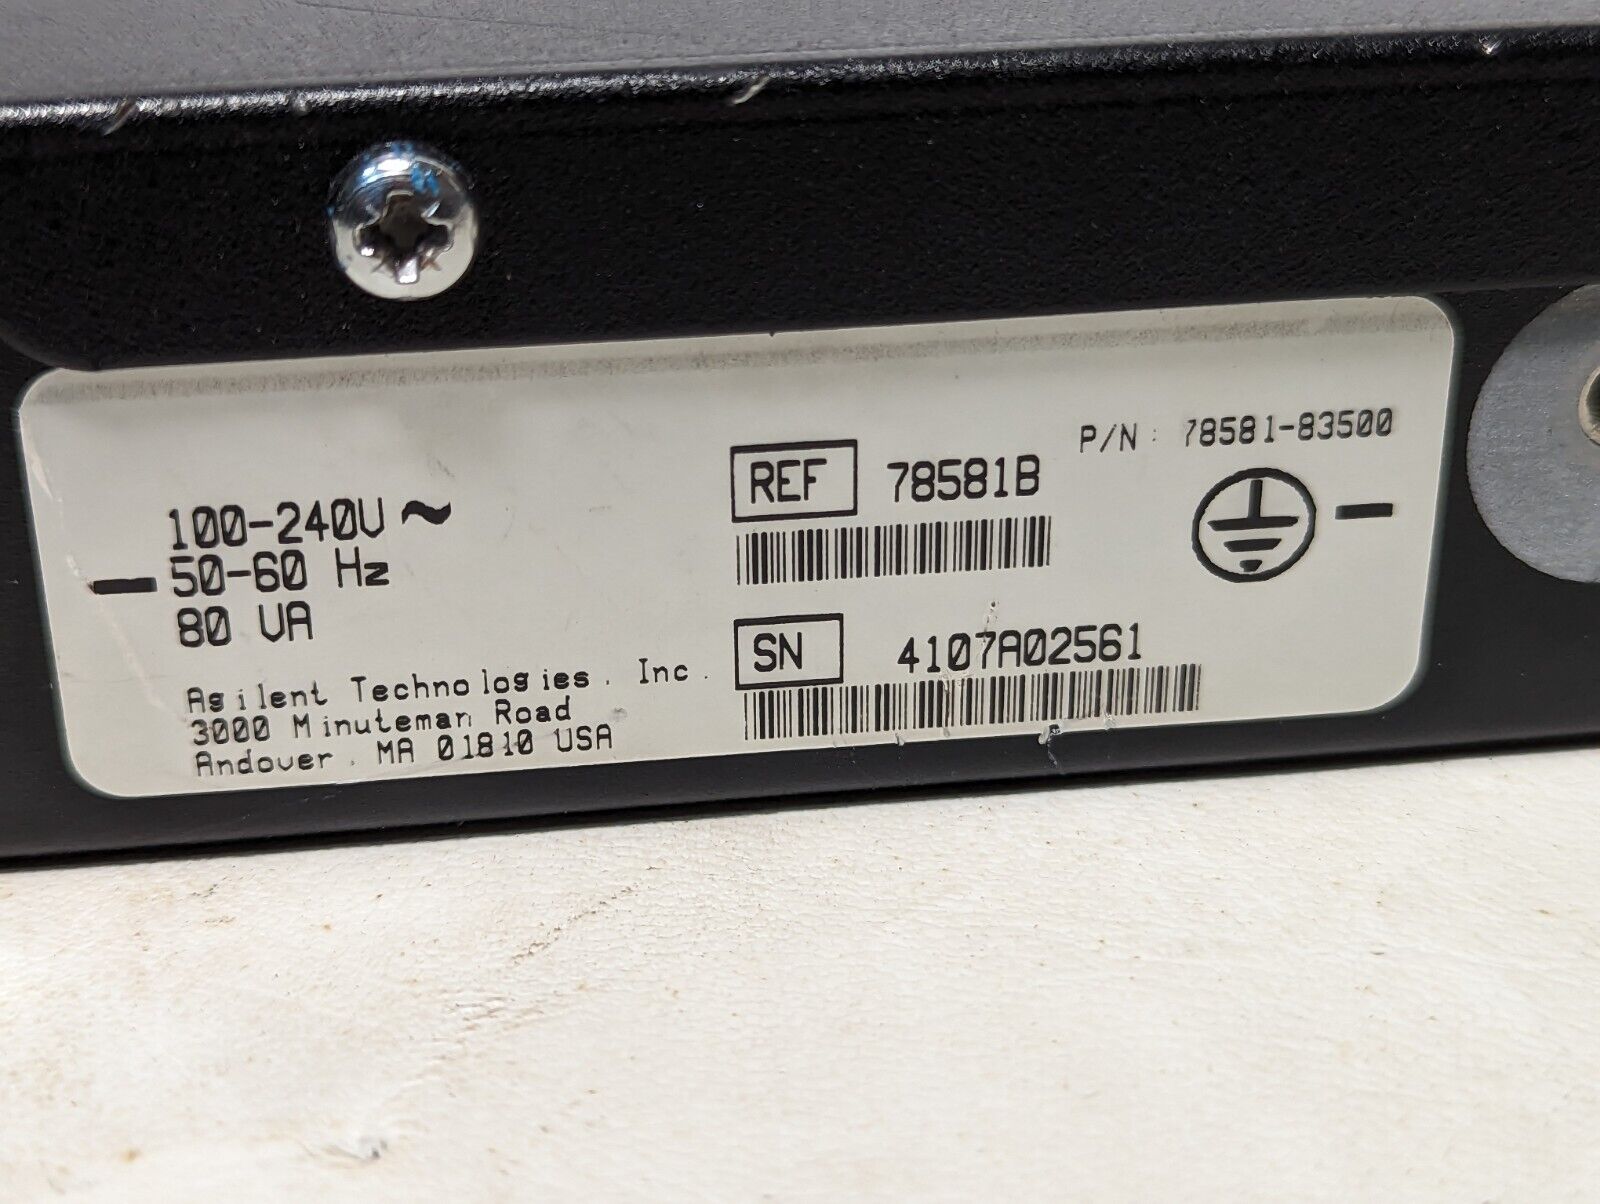 P/N: 78581-83500
REF 78581B
100-240V ~
50-60 Hz
80 VA
SN 4107A02561
Agilent Technologies, Inc.
3000 Minuteman Road
Andover, MA 01810 USA